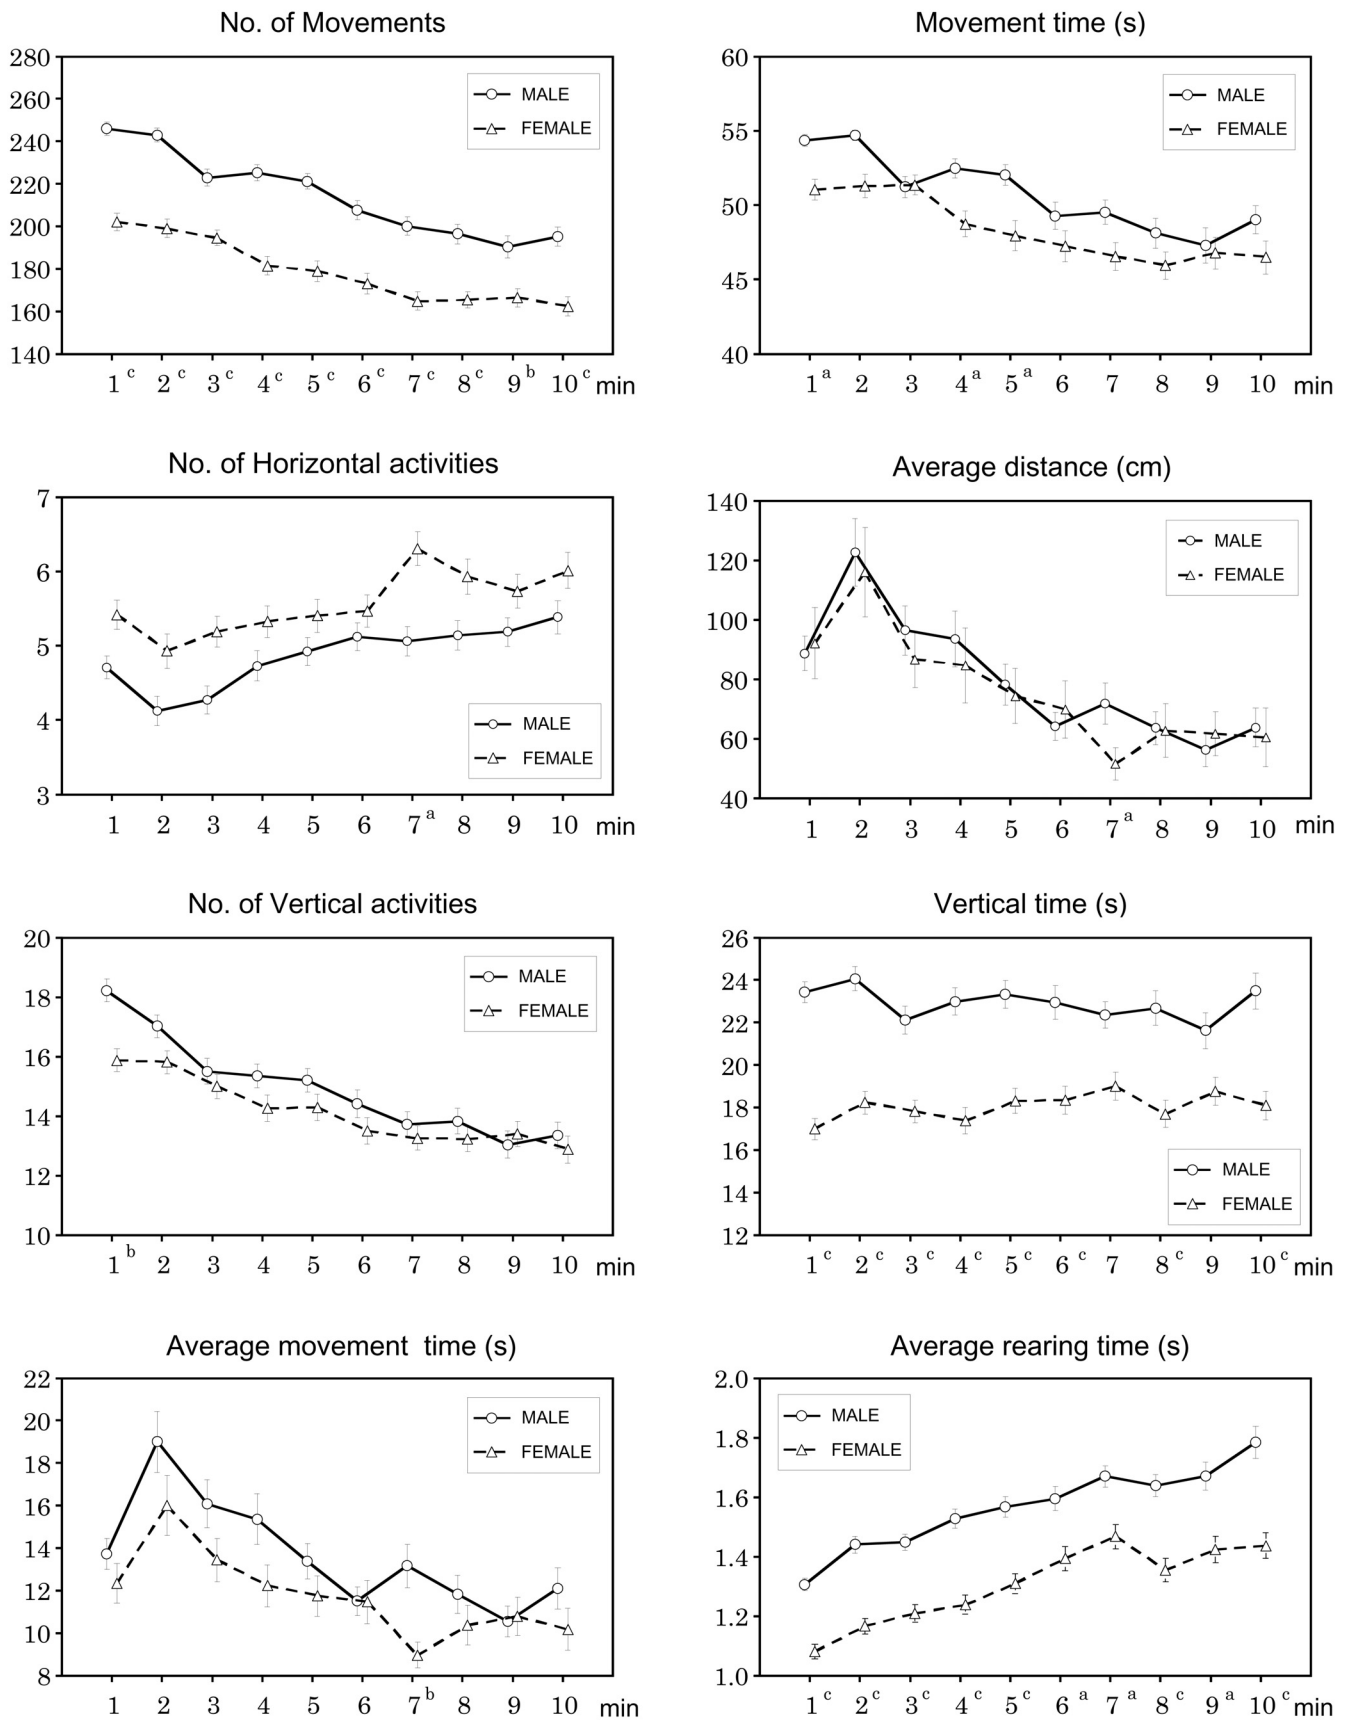 No. of Movements
280
260
240
220
200
180
160
140
MALE
FEMALE
1 c 2 c 3 c 4 c 5 c 6 c 7 c 8 c 9 b 10 c min
Movement time (s)
60
55
50
45
40
MALE
FEMALE
1 a 2 3 4 a 5 a 6 7 8 9 10 min
No. of Horizontal activities
7
6
5
4
3
MALE
FEMALE
1 2 3 4 5 6 7 a 8 9 10 min
Average distance (cm)
140
120
100
80
60
40
MALE
FEMALE
1 2 3 4 5 6 7 a 8 9 10 min
No. of Vertical activities
20
18
16
14
12
10
MALE
FEMALE
1 b 2 3 4 5 6 7 8 9 10 min
Vertical time (s)
26
24
22
20
18
16
14
12
MALE
FEMALE
1 c 2 c 3 c 4 c 5 c 6 c 7 8 c 9 10 c min
Average movement time (s)
22
20
18
16
14
12
10
8
MALE
FEMALE
1 2 3 4 5 6 7 b 8 9 10 min
Average rearing time (s)
2.0
1.8
1.6
1.4
1.2
1.0
MALE
FEMALE
1 c 2 c 3 c 4 c 5 c 6 a 7 a 8 c 9 a 10 c min